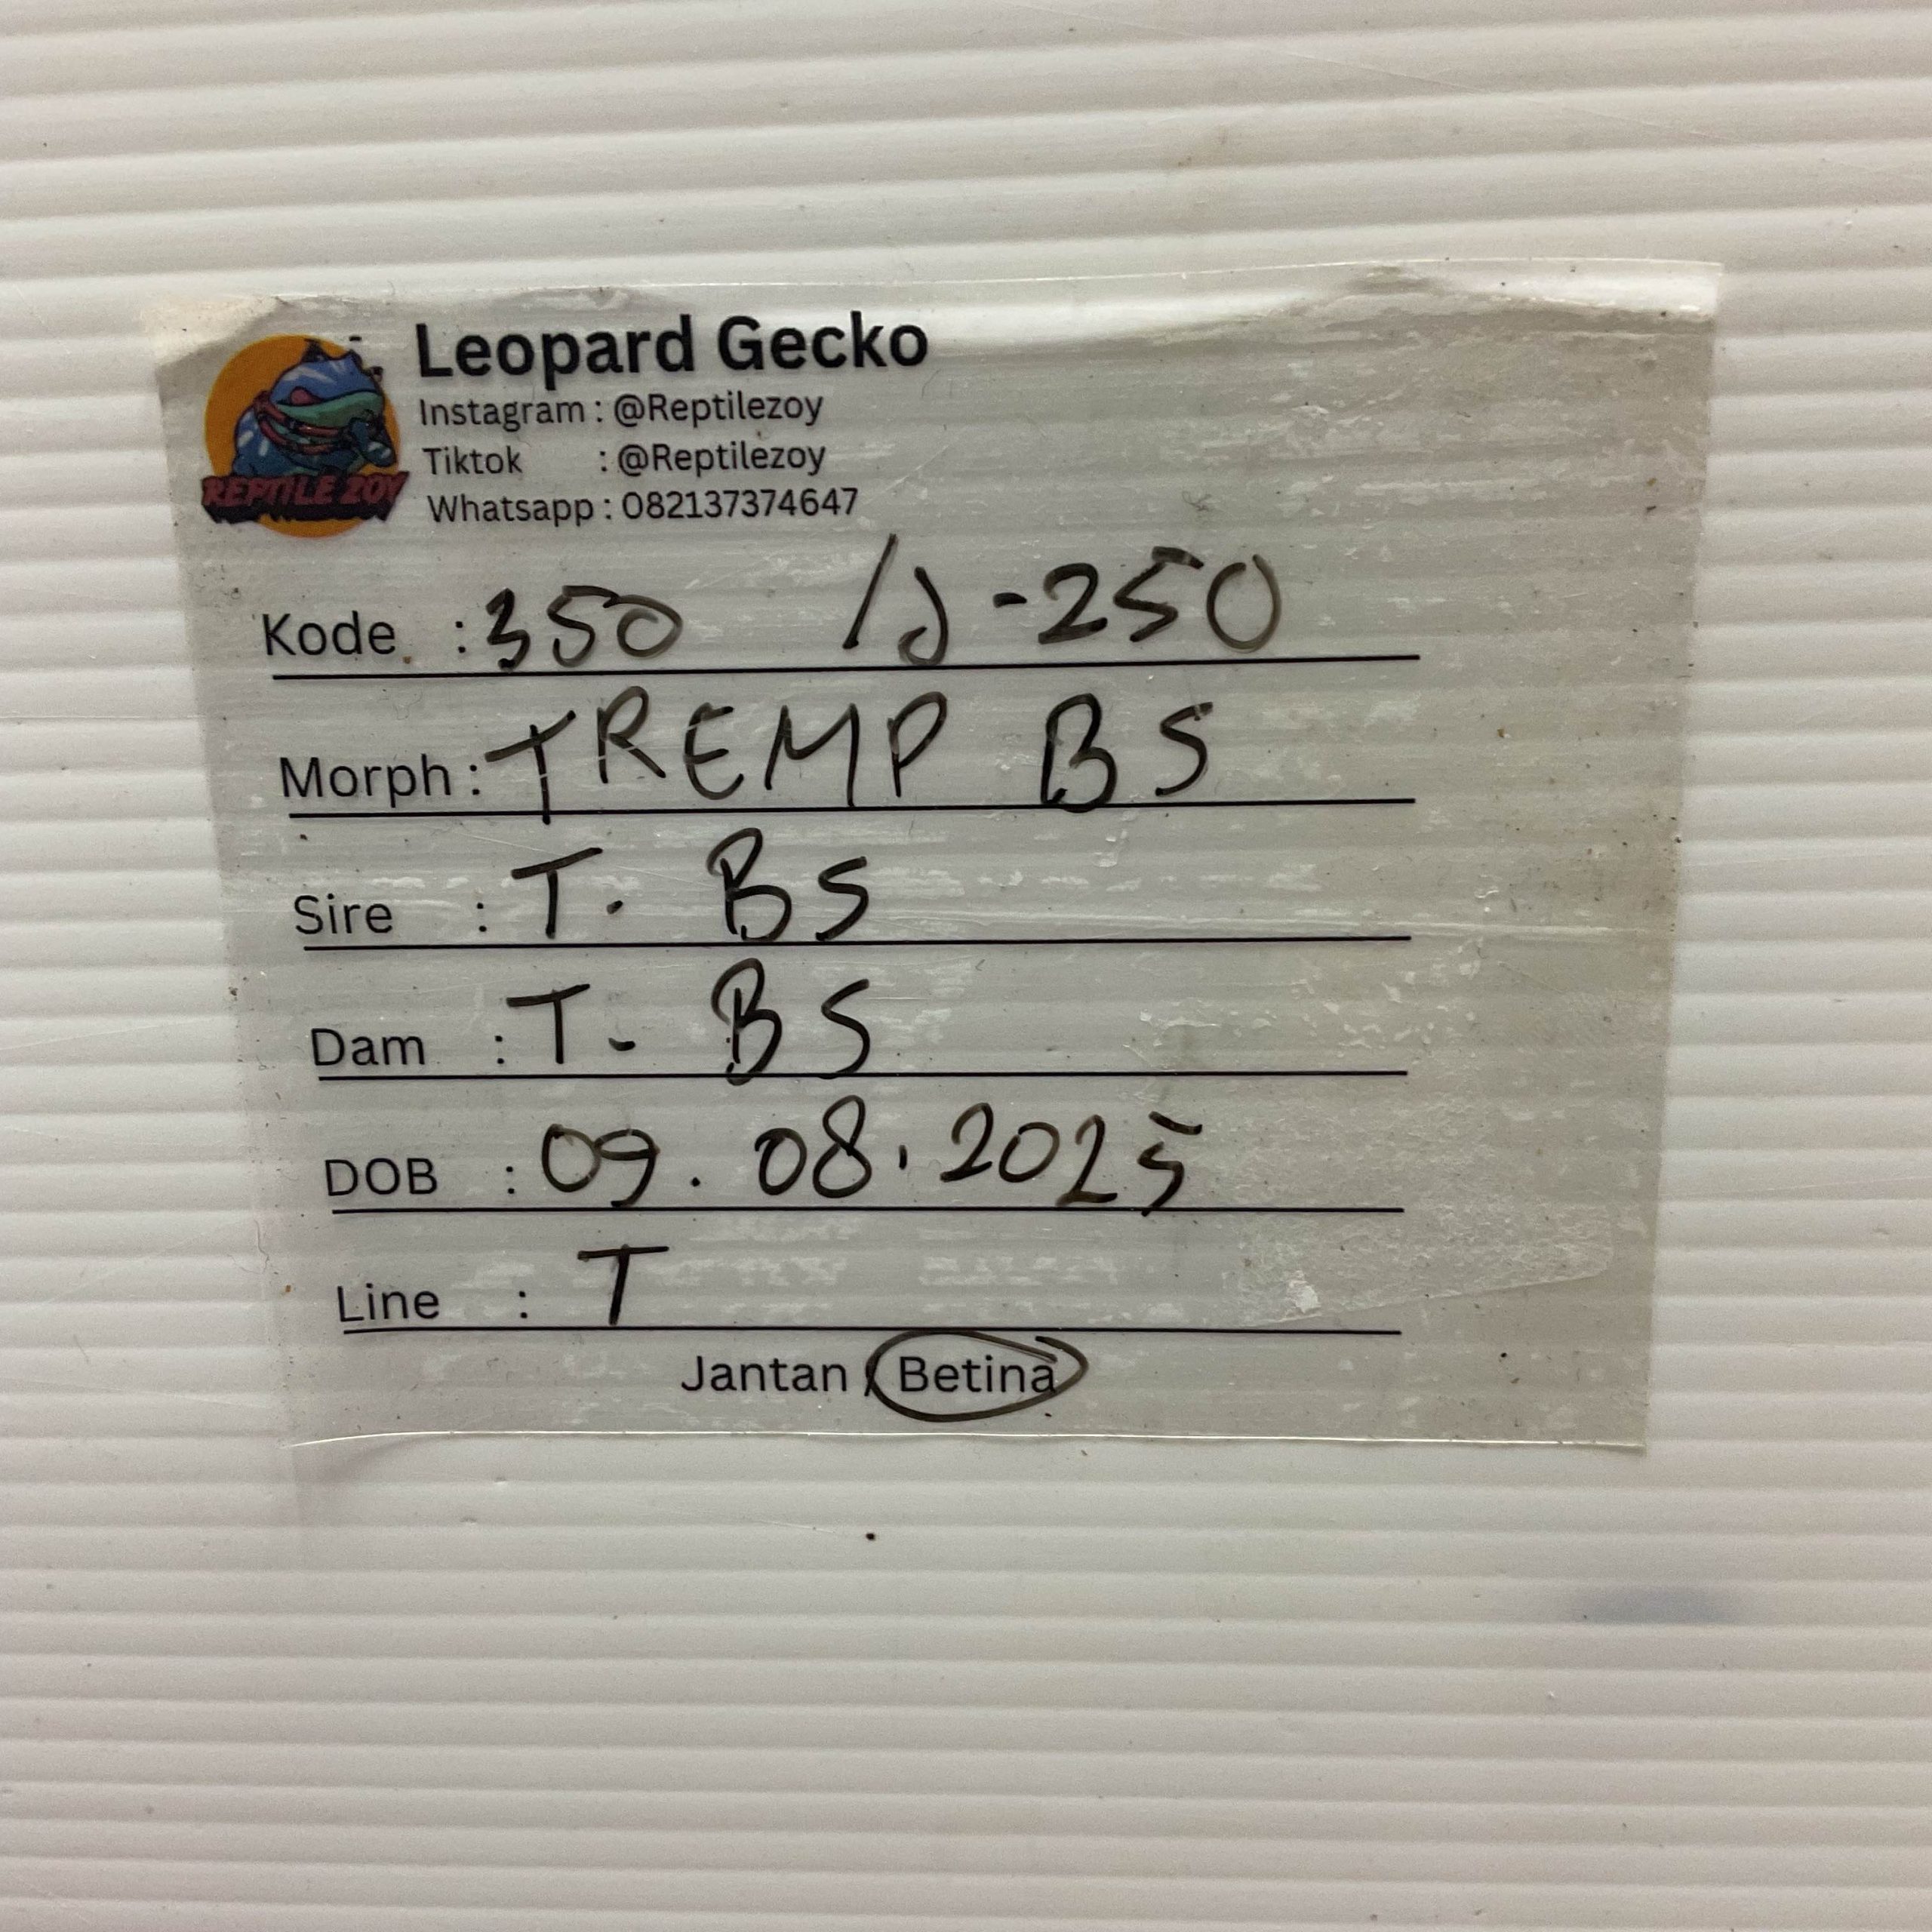 Leopard Gecko
Instagram : @Reptilezoy
Tiktok : @Reptilezoy
Whatsapp : 082137374647
REPTILE ZOY
Kode : 350 /J-250
Morph : TREMP BS
Sire : T. BS
Dam : T- BS
DOB : 09.08.2025
Line : T
Jantan / Betina